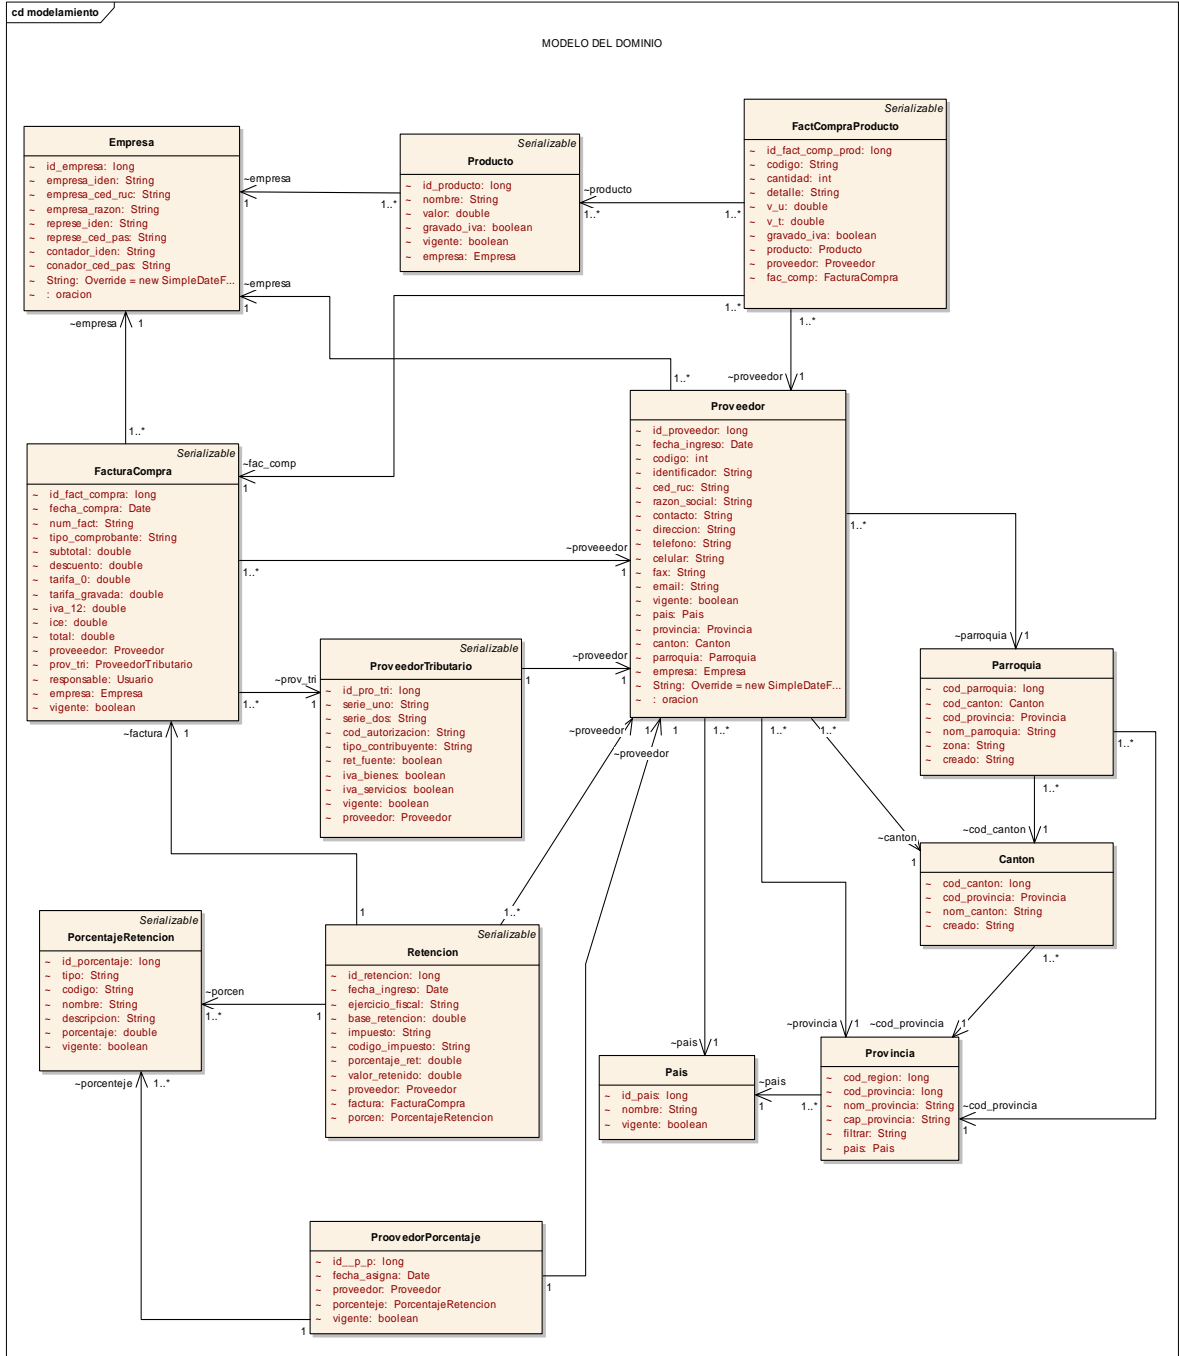 cd modelamiento
MODELO DEL DOMINIO
Empresa
~ id_empresa: long
~ empresa_iden: String
~ empresa_ced_ruc: String
~ empresa_razon: String
~ represe_iden: String
~ represe_ced_pas: String
~ contador_iden: String
~ conador_ced_pas: String
~ String: Override = new SimpleDateF...
~ : oracion
~empresa
1
1..*
Serializable
Producto
~ id_producto: long
~ nombre: String
~ valor: double
~ gravado_iva: boolean
~ vigente: boolean
~ empresa: Empresa
~producto
1..*
1..*
Serializable
FactCompraProducto
~ id_fact_comp_prod: long
~ codigo: String
~ cantidad: int
~ detalle: String
~ v_u: double
~ v_t: double
~ gravado_iva: boolean
~ producto: Producto
~ proveedor: Proveedor
~ fac_comp: FacturaCompra
~empresa
1
1..*
1..*
~empresa
1
1..*
1..*
~proveedor
1
Proveedor
~ id_proveedor: long
~ fecha_ingreso: Date
~ codigo: int
~ identificador: String
~ ced_ruc: String
~ razon_social: String
~ contacto: String
~ direccion: String
~ telefono: String
~ celular: String
~ fax: String
~ email: String
~ vigente: boolean
~ pais: Pais
~ provincia: Provincia
~ canton: Canton
~ parroquia: Parroquia
~ empresa: Empresa
~ String: Override = new SimpleDateF...
~ : oracion
Serializable
FacturaCompra
~ id_fact_compra: long
~ fecha_compra: Date
~ num_fact: String
~ tipo_comprobante: String
~ subtotal: double
~ descuento: double
~ tarifa_0: double
~ tarifa_gravada: double
~ iva_12: double
~ ice: double
~ total: double
~ proveeedor: Proveedor
~ prov_tri: ProveedorTributario
~ responsable: Usuario
~ empresa: Empresa
~ vigente: boolean
~fac_comp
1
~proveeedor
1..*
1
~prov_tri
1..*
1
Serializable
ProveedorTributario
~ id_pro_tri: long
~ serie_uno: String
~ serie_dos: String
~ cod_autorizacion: String
~ tipo_contribuyente: String
~ ret_fuente: boolean
~ iva_bienes: boolean
~ iva_servicios: boolean
~ vigente: boolean
~ proveedor: Proveedor
~proveedor
1
1
1..*
~parroquia
1
Parroquia
~ cod_parroquia: long
~ cod_canton: Canton
~ cod_provincia: Provincia
~ nom_parroquia: String
~ zona: String
~ creado: String
1..*
1..*
~factura
1
~proveedor
1
1
~proveedor
1..*
1..*
1..*
~cod_canton
1
~canton
1
Canton
~ cod_canton: long
~ cod_provincia: Provincia
~ nom_canton: String
~ creado: String
1..*
1
1..*
Serializable
PorcentajeRetencion
~ id_porcentaje: long
~ tipo: String
~ codigo: String
~ nombre: String
~ descripcion: String
~ porcentaje: double
~ vigente: boolean
~porcen
1..*
1
Serializable
Retencion
~ id_retencion: long
~ fecha_ingreso: Date
~ ejercicio_fiscal: String
~ base_retencion: double
~ impuesto: String
~ codigo_impuesto: String
~ porcentaje_ret: double
~ valor_retenido: double
~ proveedor: Proveedor
~ factura: FacturaCompra
~ porcen: PorcentajeRetencion
~provincia
1
~cod_provincia
1
~pais
1
Pais
~ id_pais: long
~ nombre: String
~ vigente: boolean
~pais
1
1..*
Provincia
~ cod_region: long
~ cod_provincia: long
~ nom_provincia: String
~ cap_provincia: String
~ filtrar: String
~ pais: Pais
~cod_provincia
1
~porcenteje
1..*
ProovedorPorcentaje
~ id__p_p: long
~ fecha_asigna: Date
~ proveedor: Proveedor
~ porcenteje: PorcentajeRetencion
~ vigente: boolean
1
1